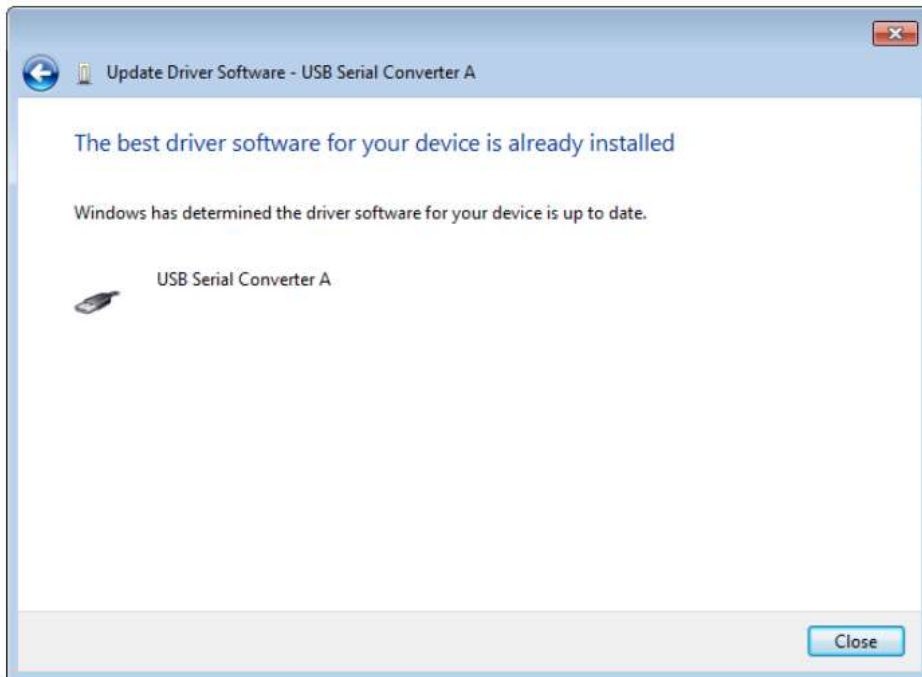 Update Driver Software - USB Serial Converter A
The best driver software for your device is already installed
Windows has determined the driver software for your device is up to date.
USB Serial Converter A
Close